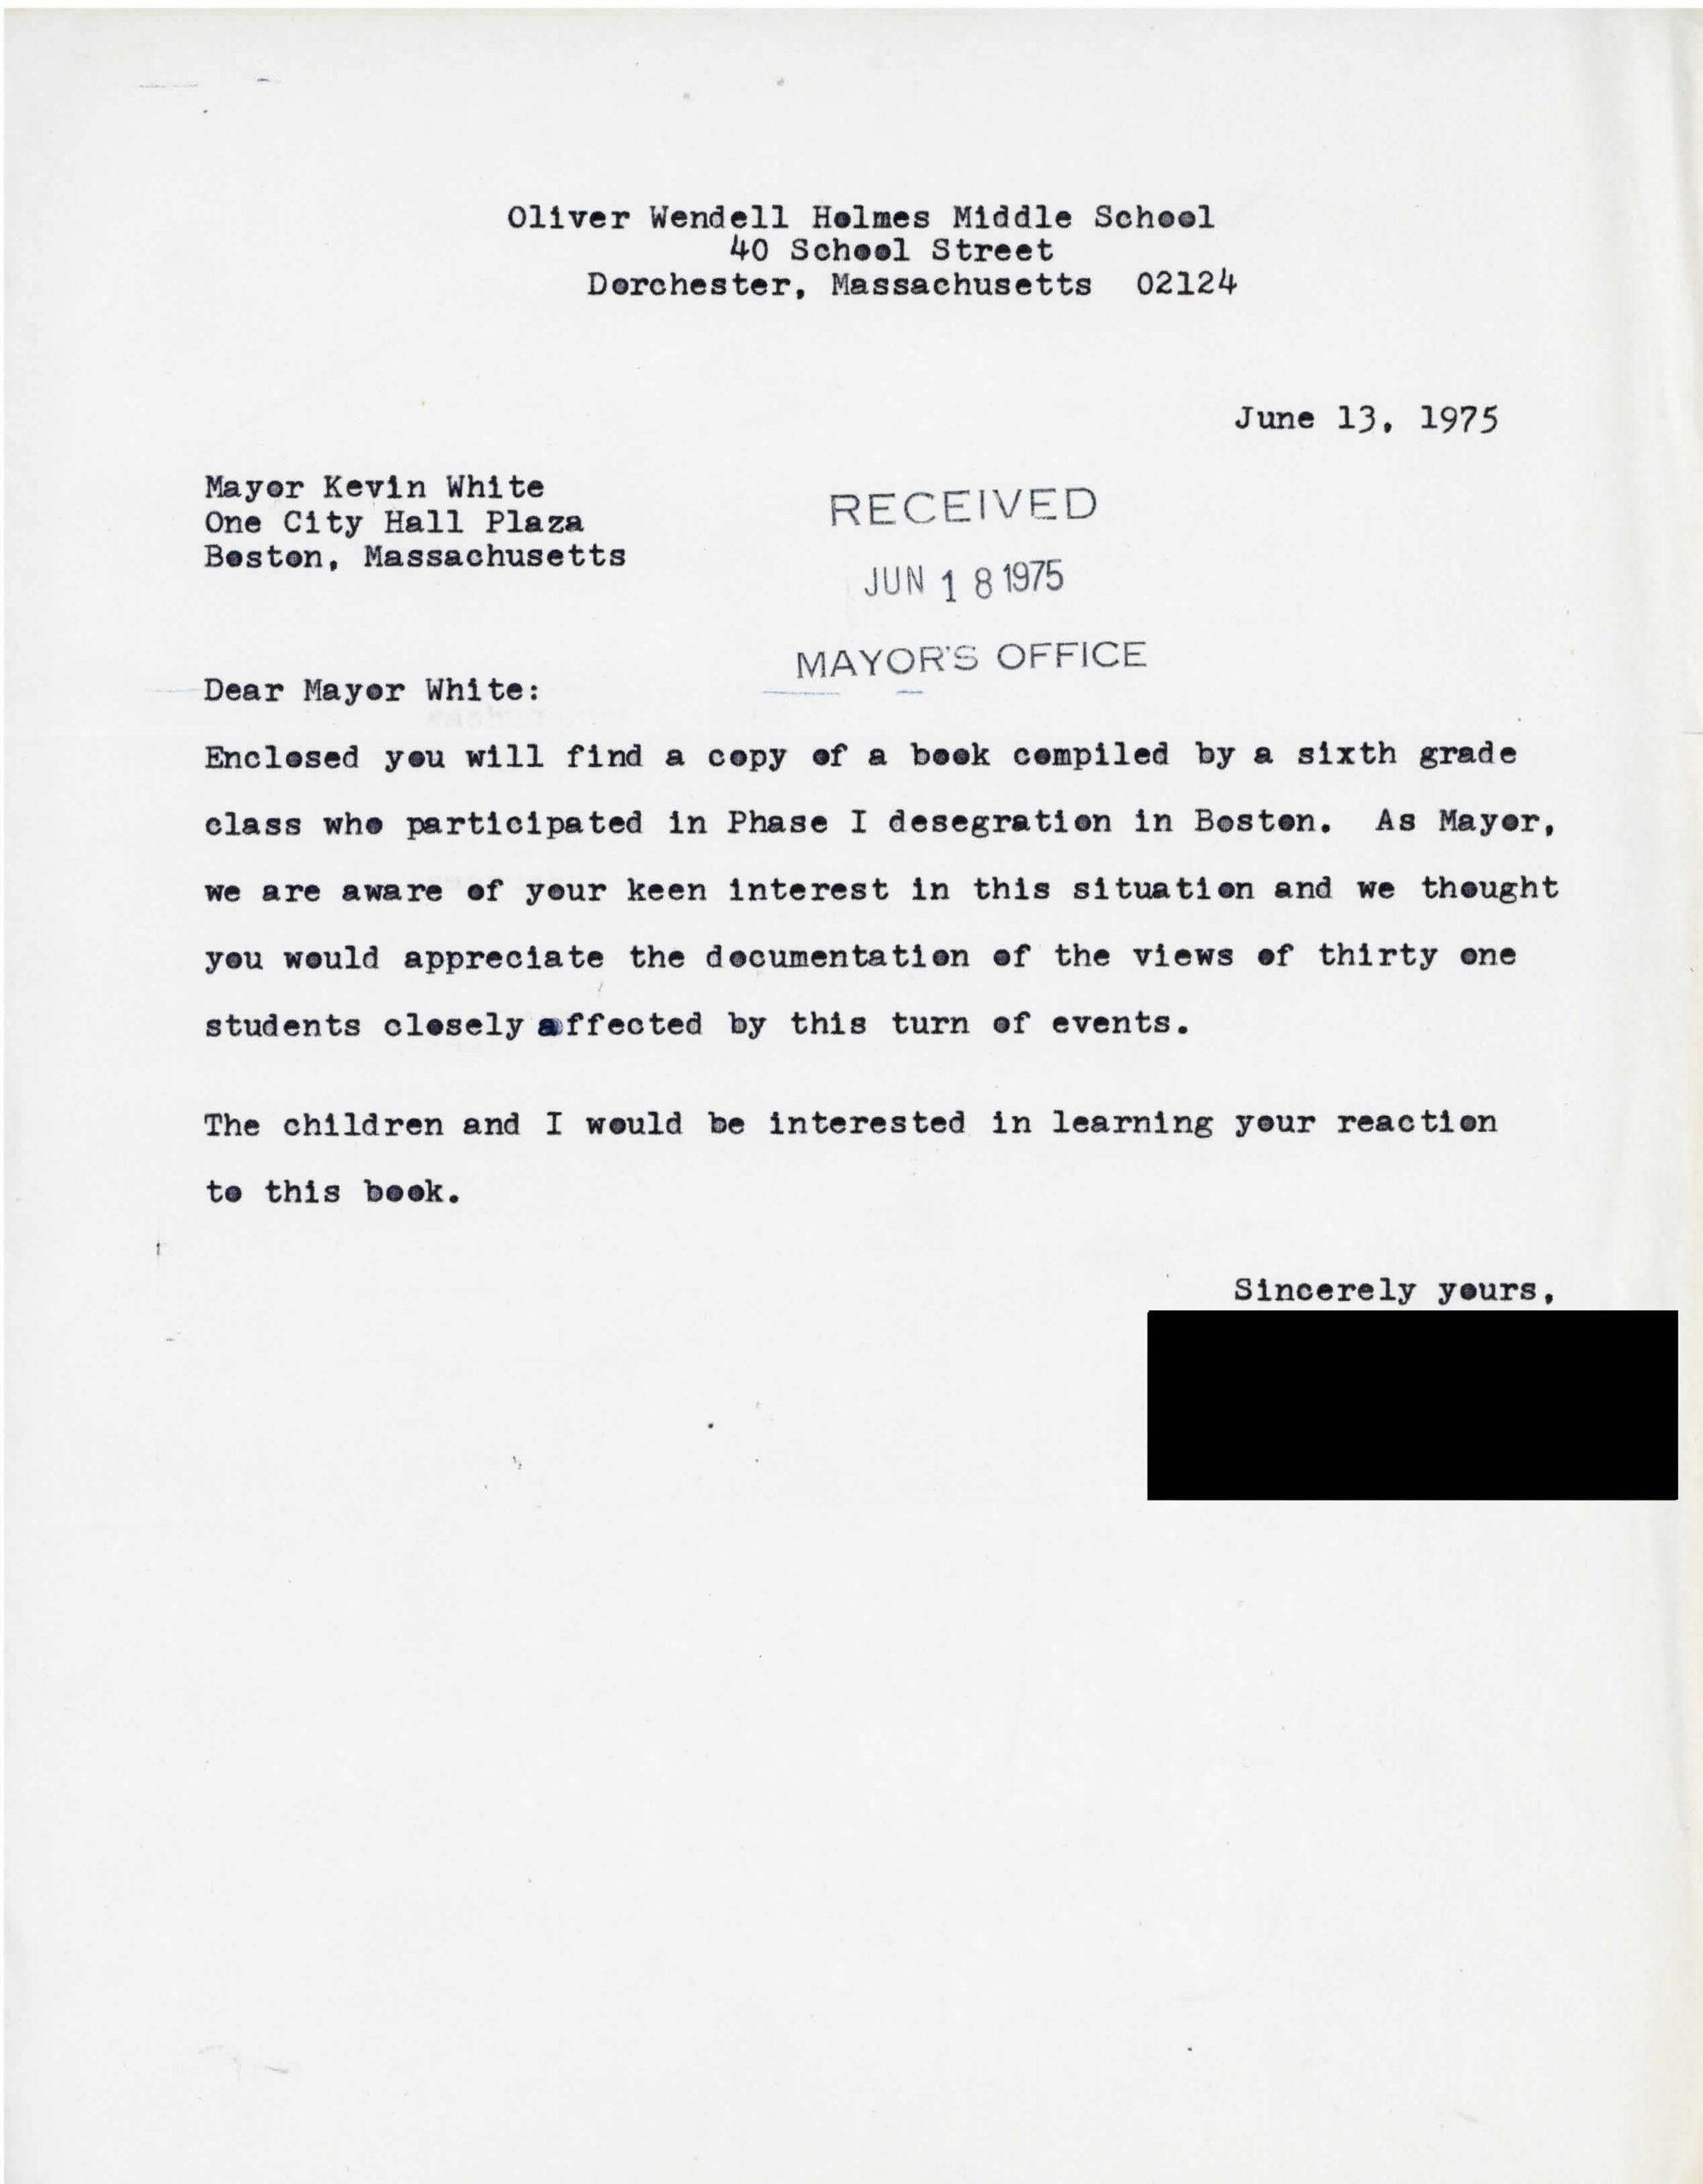 Oliver Wendell Holmes Middle School
40 School Street
Dorchester, Massachusetts 02124
June 13, 1975
Mayor Kevin White
One City Hall Plaza
Boston, Massachusetts
RECEIVED
JUN 18 1975
MAYOR'S OFFICE
Dear Mayor White:
Enclosed you will find a copy of a book compiled by a sixth grade
class who participated in Phase I desegration in Boston. As Mayor,
we are aware of your keen interest in this situation and we thought
you would appreciate the documentation of the views of thirty one
students closely affected by this turn of events.
The children and I would be interested in learning your reaction
to this book.
Sincerely yours,